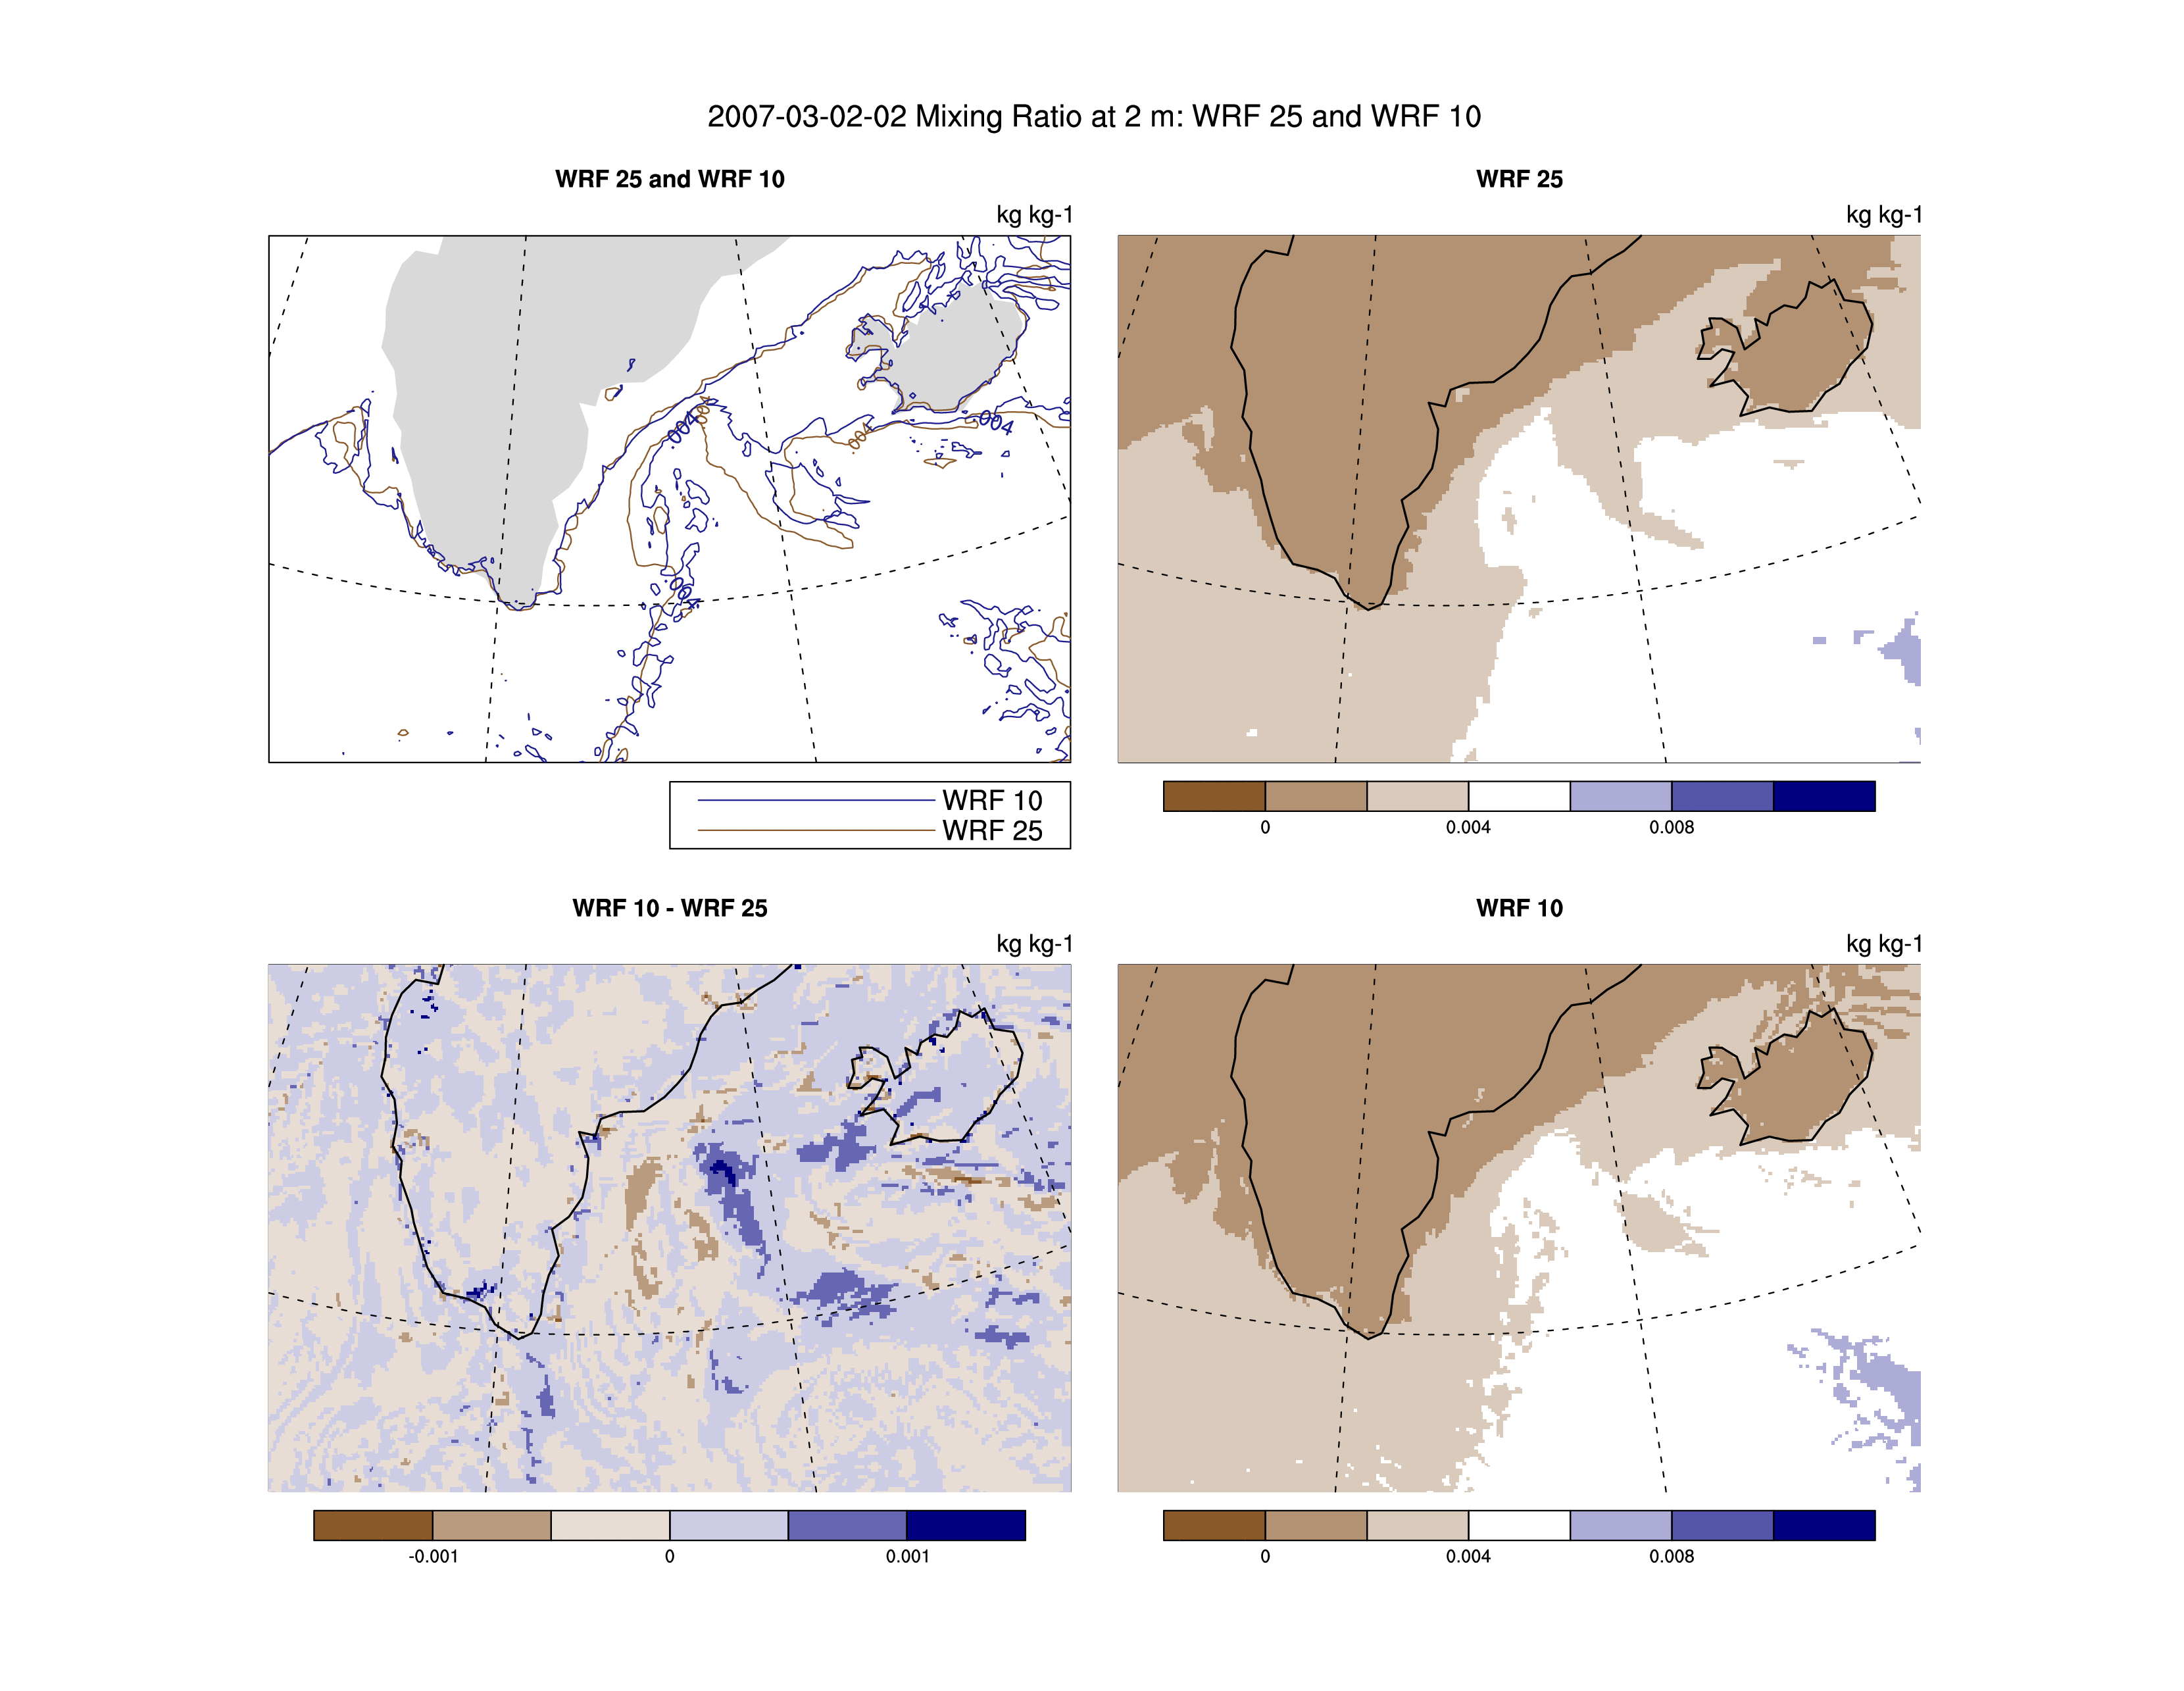 2007-03-02-02 Mixing Ratio at 2 m: WRF 25 and WRF 10
WRF 25 and WRF 10
kg kg-1
.004
.004
.004
.004
WRF 10
WRF 25
WRF 25
kg kg-1
0
0.004
0.008
WRF 10 - WRF 25
kg kg-1
-0.001
0
0.001
WRF 10
kg kg-1
0
0.004
0.008